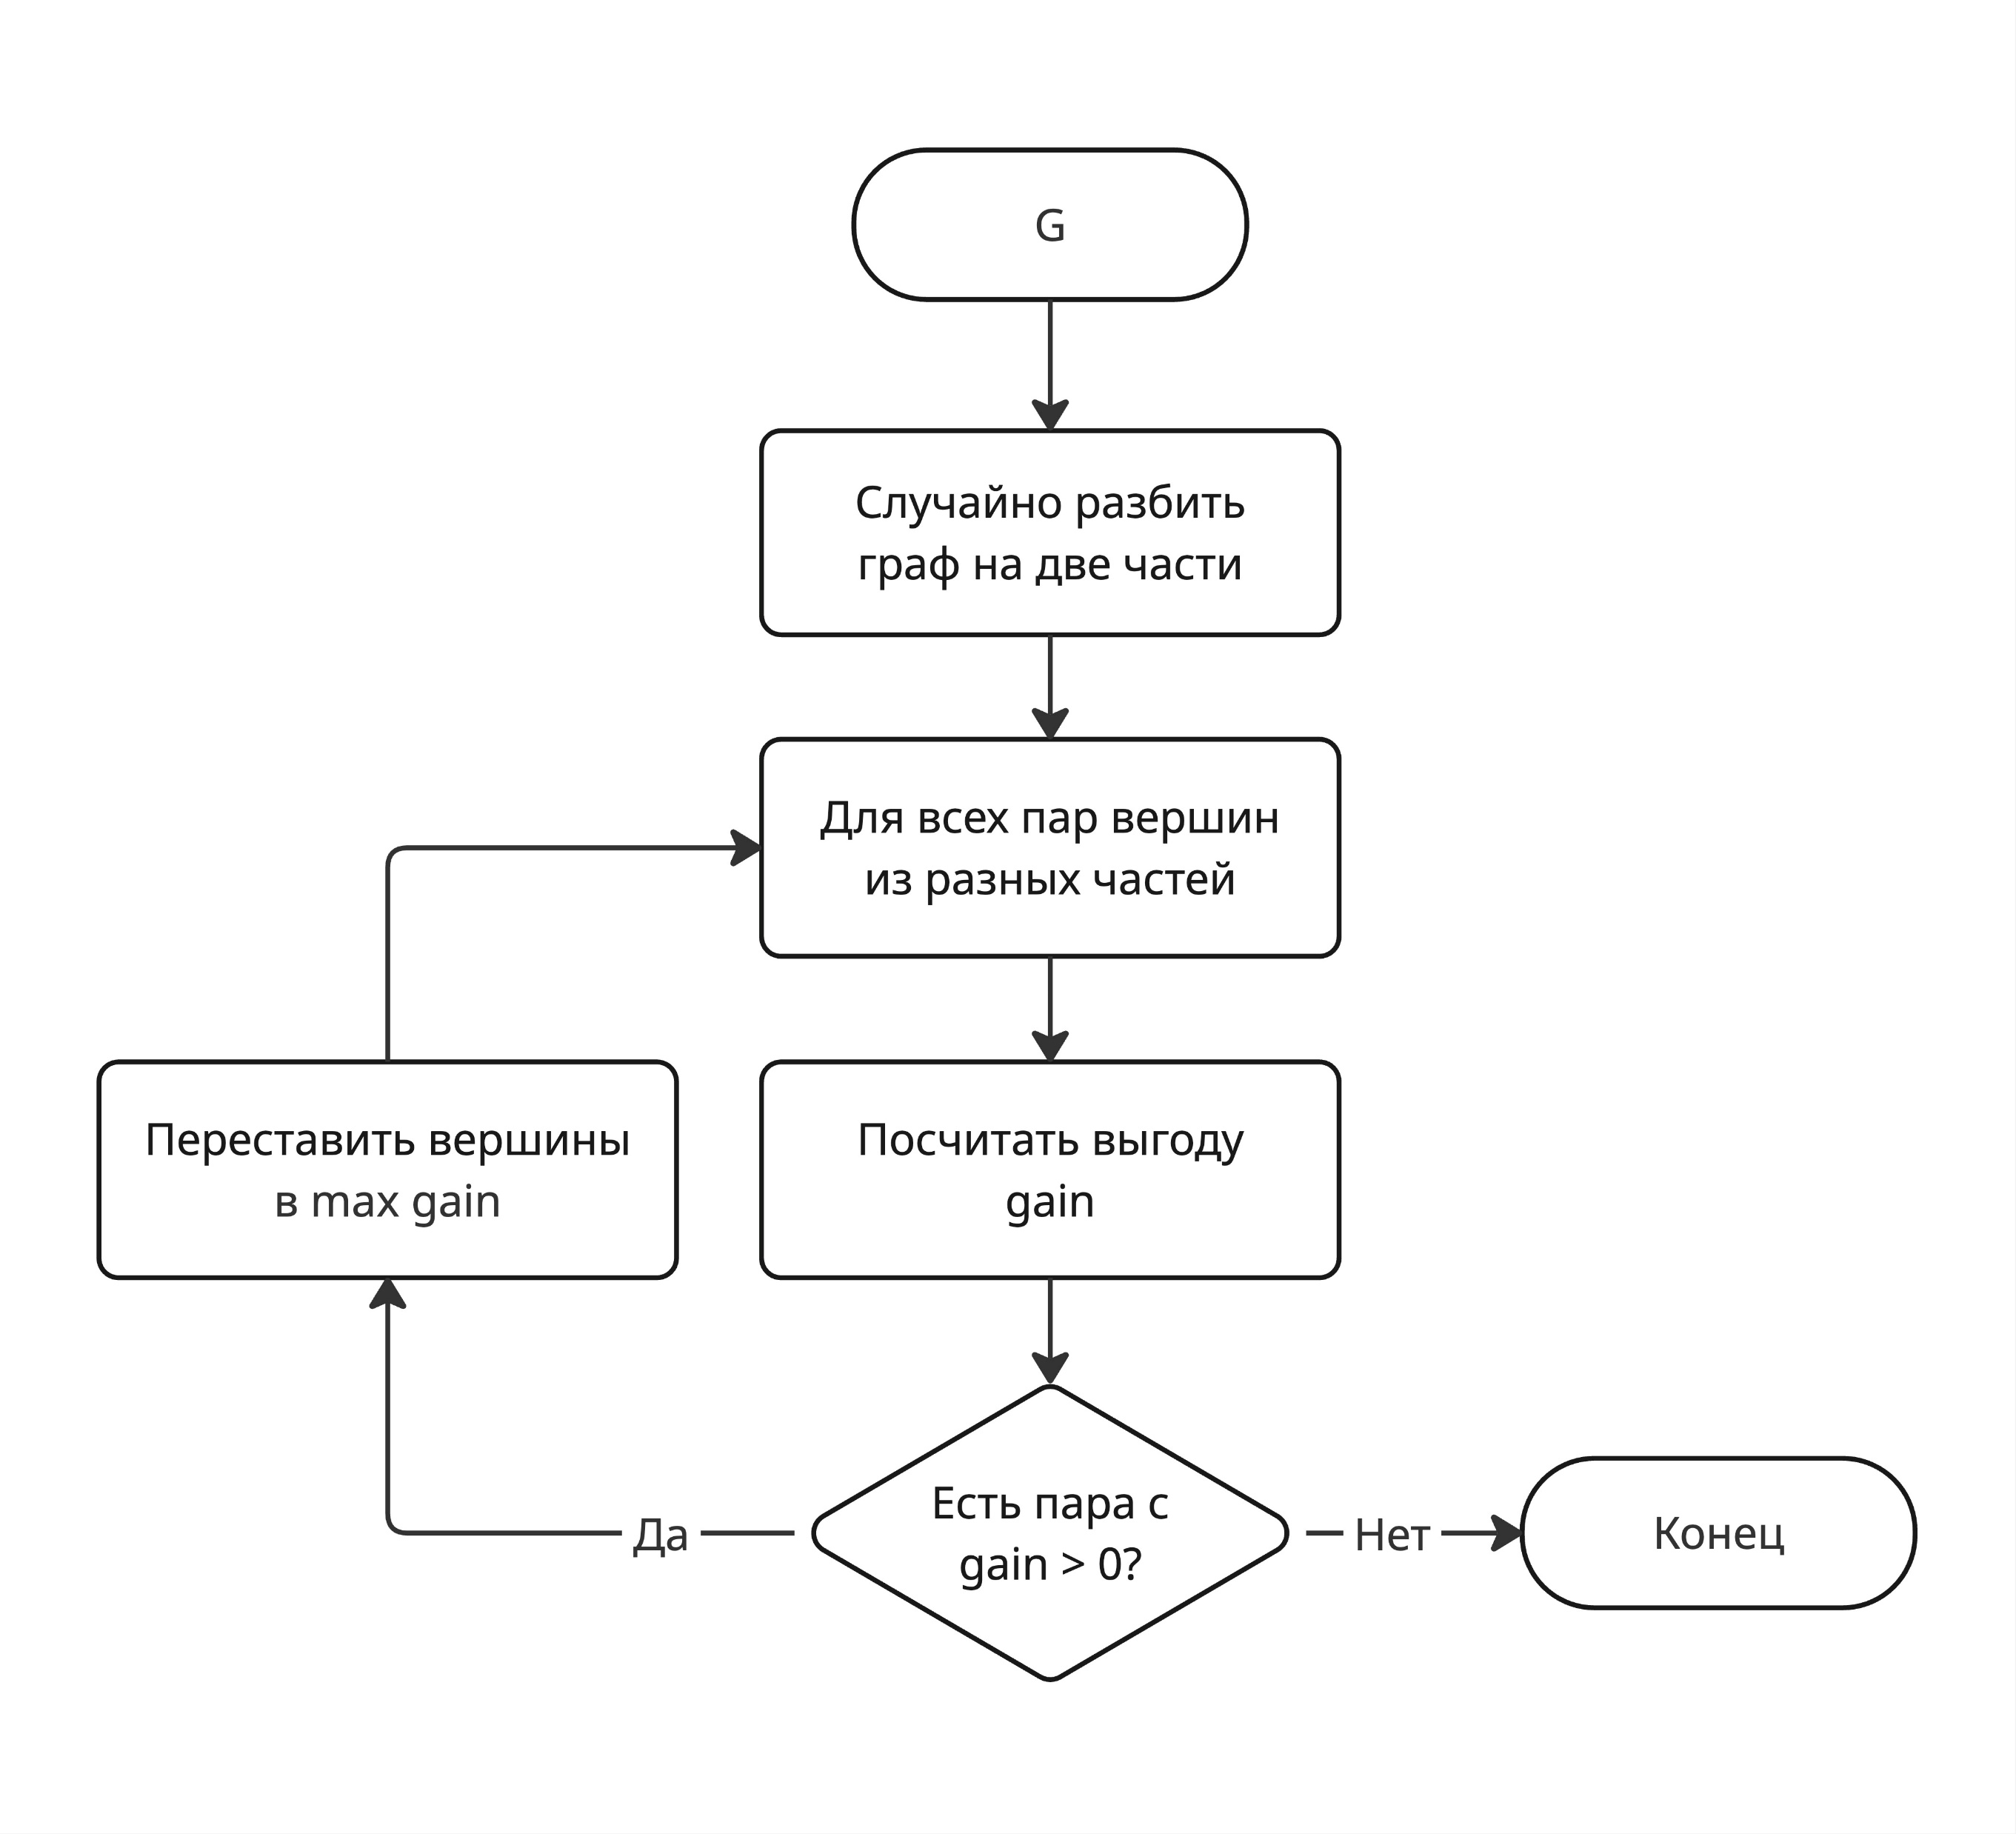 G
Случайно разбить
граф на две части
Для всех пар вершин
из разных частей
Переставить вершины
в max gain
Посчитать выгоду
gain
Есть пара с
gain > 0?
Да
Нет
Конец